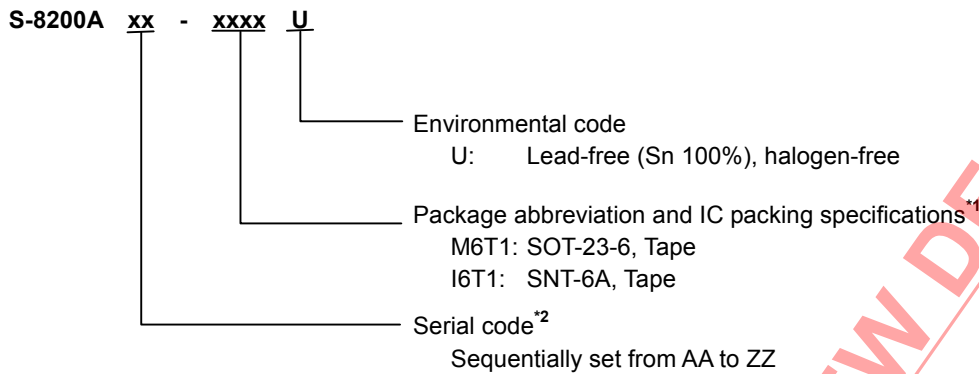 S-8200A xx - xxxx U
Environmental code
U: Lead-free (Sn 100%), halogen-free
Package abbreviation and IC packing specifications*1
M6T1: SOT-23-6, Tape
I6T1: SNT-6A, Tape
Serial code*2
Sequentially set from AA to ZZ